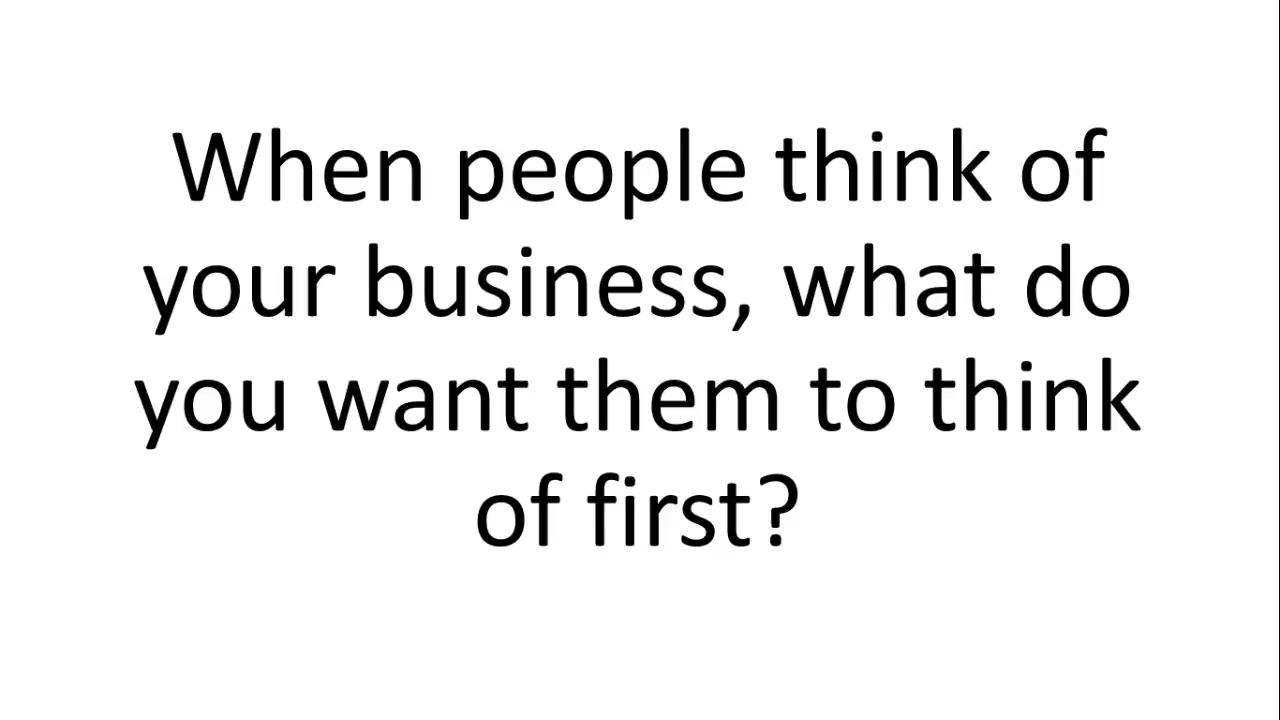 When people think of
your business, what do
you want them to think
of first?